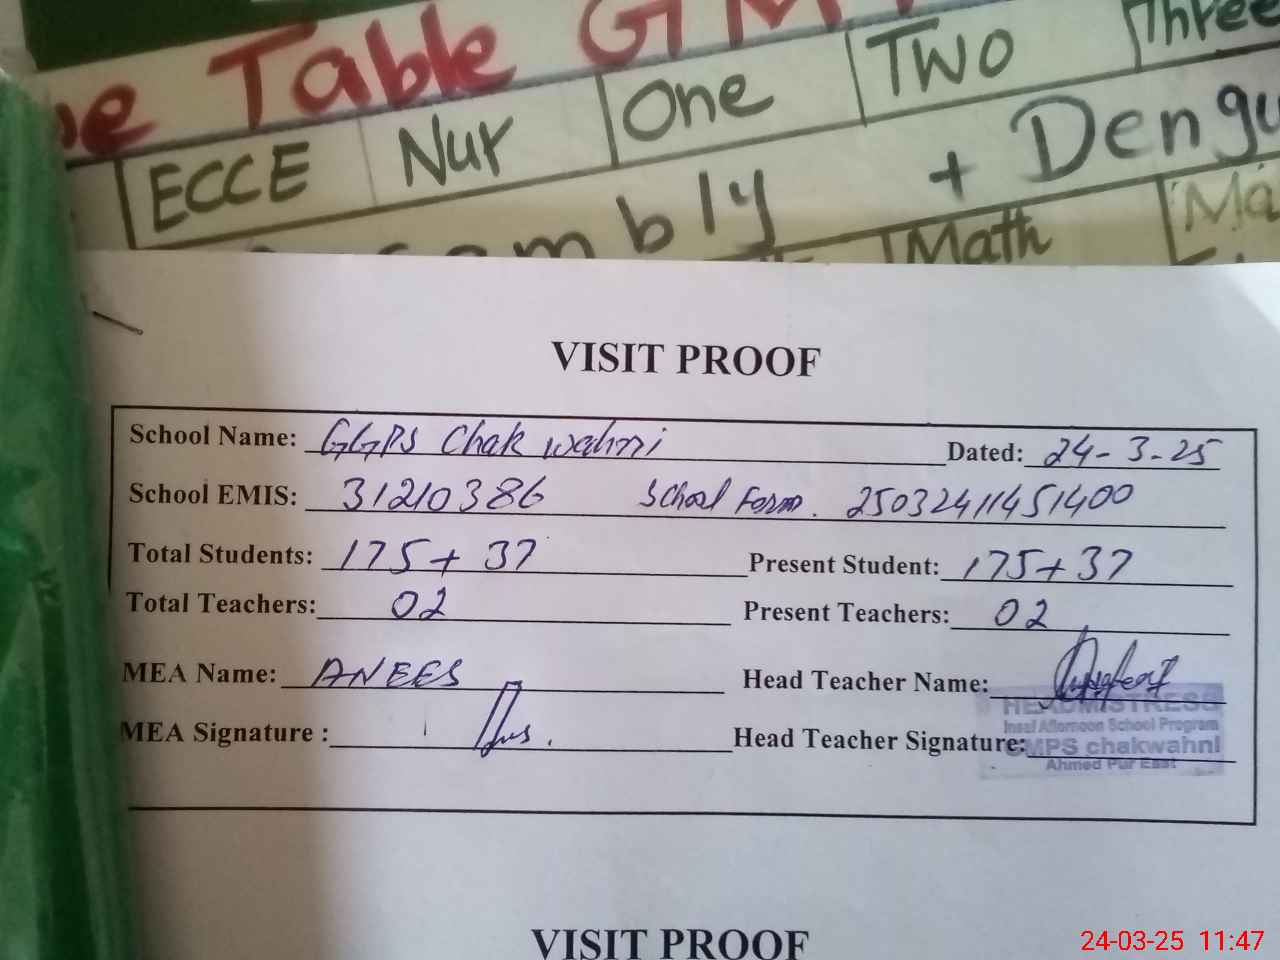 Table GM
ECCE Nur One Two Three
+ Dengu
Math
VISIT PROOF
School Name: GGPS Chak wahni Dated: 24-3-25
School EMIS: 31210386 School Form. 25032411451400
Total Students: 175+37 Present Student: 175+37
Total Teachers: 02 Present Teachers: 02
MEA Name: ANEES Head Teacher Name:
HEADMISTRESS
Insaf Afternoon School Program
MEA Signature : Head Teacher Signature:
GMPS chakwahni
Ahmed Pur East
VISIT PROOF
24-03-25 11:47